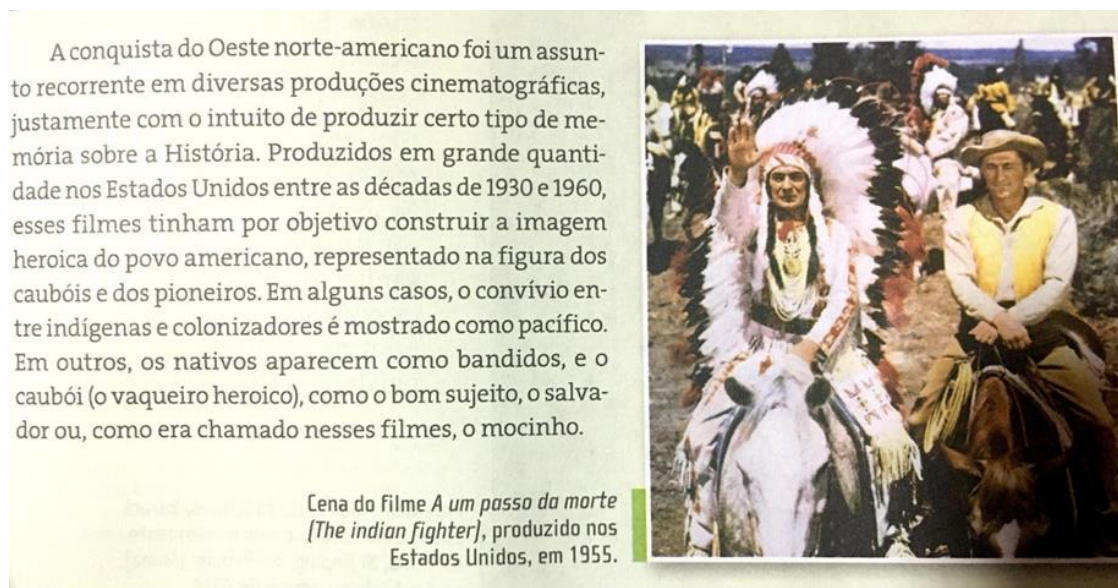 A conquista do Oeste norte-americano foi um assun-
to recorrente em diversas produções cinematográficas,
justamente com o intuito de produzir certo tipo de me-
mória sobre a História. Produzidos em grande quanti-
dade nos Estados Unidos entre as décadas de 1930 e 1960,
esses filmes tinham por objetivo construir a imagem
heroica do povo americano, representado na figura dos
caubóis e dos pioneiros. Em alguns casos, o convívio en-
tre indígenas e colonizadores é mostrado como pacífico.
Em outros, os nativos aparecem como bandidos, e o
caubói (o vaqueiro heroico), como o bom sujeito, o salva-
dor ou, como era chamado nesses filmes, o mocinho.
Cena do Filme A um passo da morte
(The indian fighter), produzido nos
Estados Unidos, em 1955.